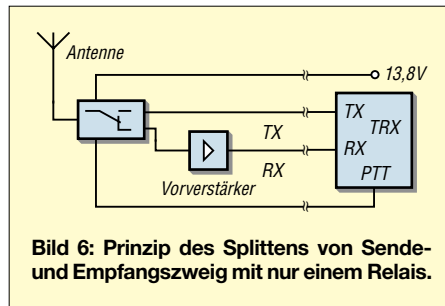 Antenne
13,8V
TX
TRX
TX
RX
RX
PTT
Vorverstärker
Bild 6: Prinzip des Splittens von Sende-
und Empfangszweig mit nur einem Relais.